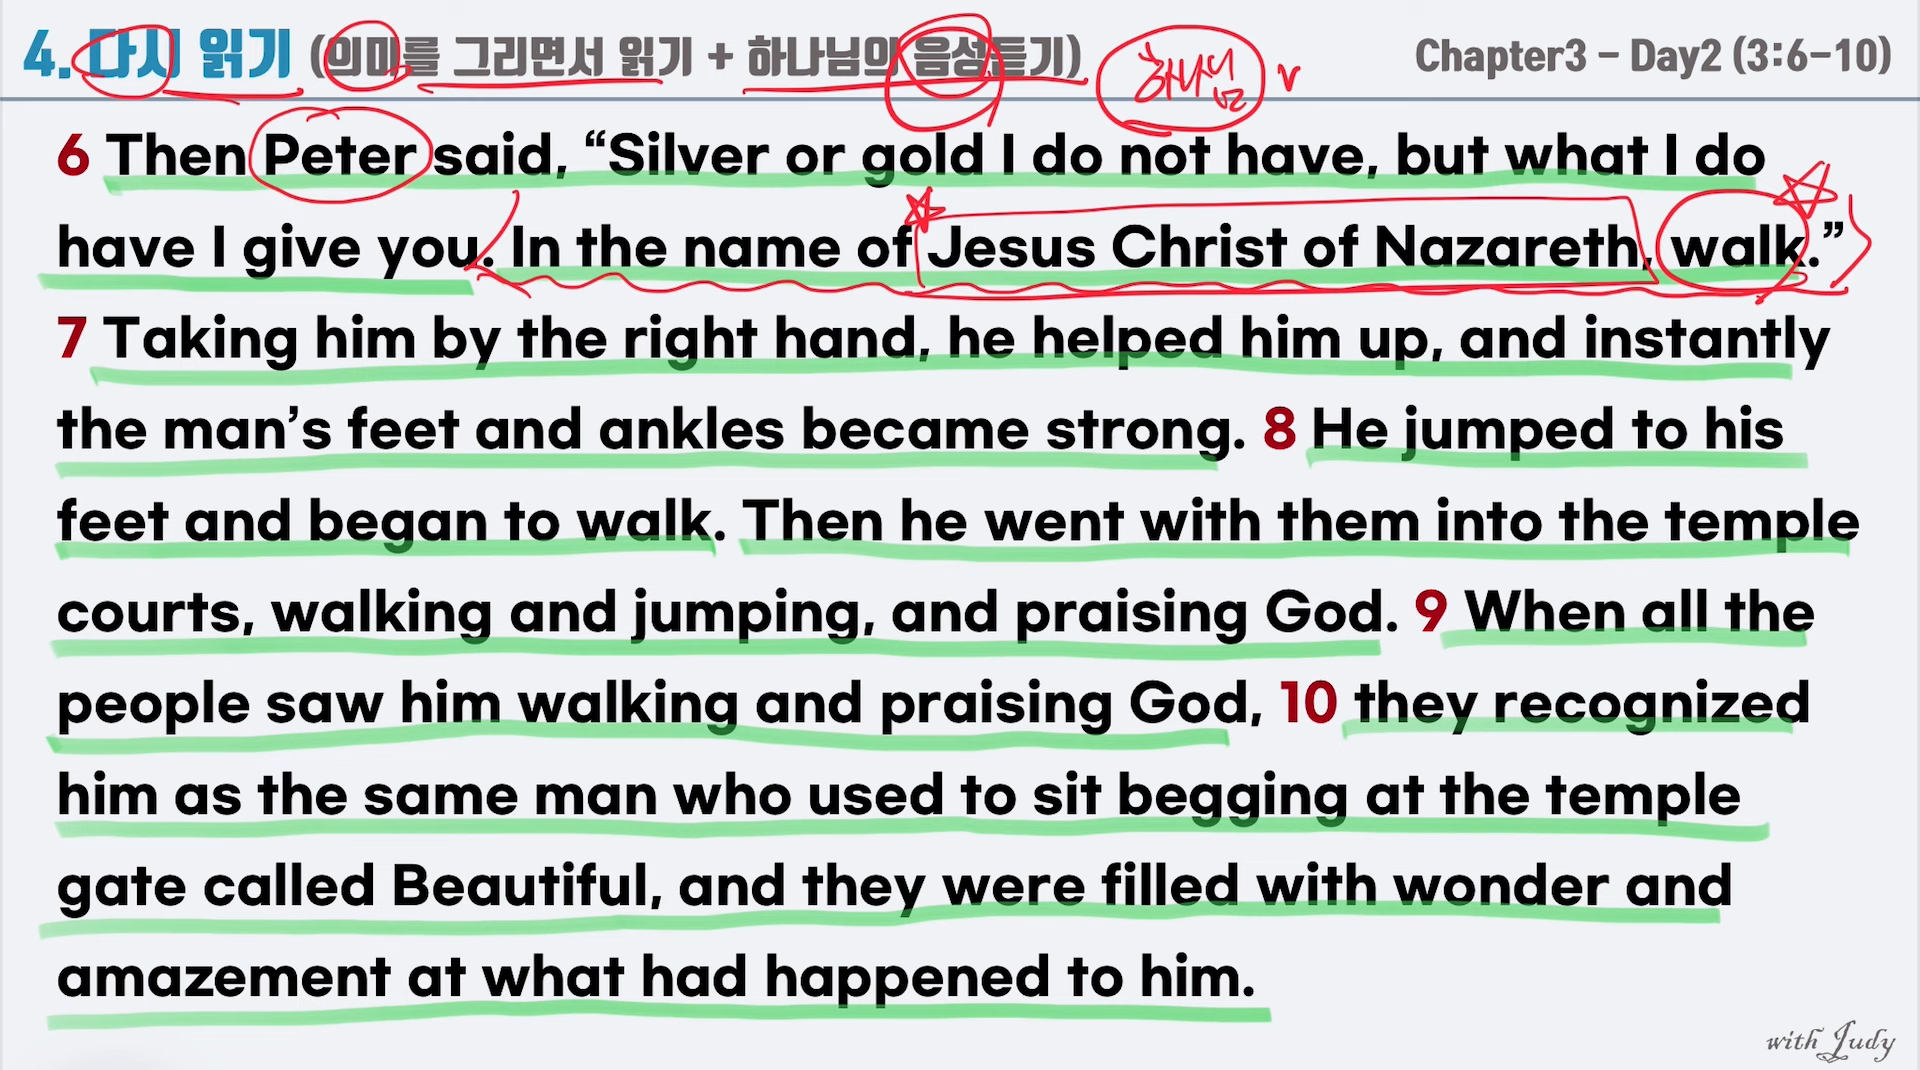 4. 다시 읽기 (의미를 그리면서 읽기 + 하나님의 음성듣기) 하나님 Chapter3 – Day2 (3:6–10)
6 Then Peter said, “Silver or gold I do not have, but what I do
have I give you. In the name of Jesus Christ of Nazareth, walk.”
7 Taking him by the right hand, he helped him up, and instantly
the man’s feet and ankles became strong. 8 He jumped to his
feet and began to walk. Then he went with them into the temple
courts, walking and jumping, and praising God. 9 When all the
people saw him walking and praising God, 10 they recognized
him as the same man who used to sit begging at the temple
gate called Beautiful, and they were filled with wonder and
amazement at what had happened to him.
with Judy